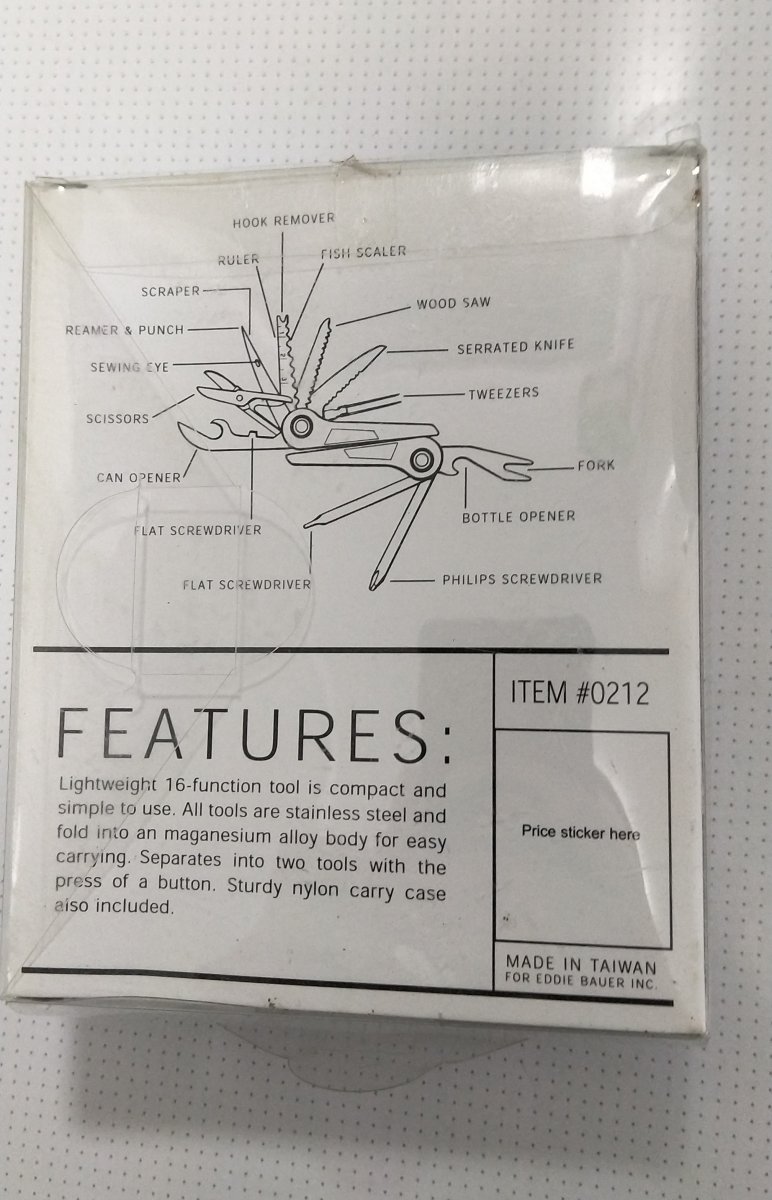 HOOK REMOVER
RULER
FISH SCALER
SCRAPER
WOOD SAW
REAMER & PUNCH
SERRATED KNIFE
SEWING EYE
TWEEZERS
SCISSORS
CAN OPENER
FORK
BOTTLE OPENER
FLAT SCREWDRIVER
FLAT SCREWDRIVER
PHILIPS SCREWDRIVER
FEATURES:
Lightweight 16-function tool is compact and
simple to use. All tools are stainless steel and
fold into an maganesium alloy body for easy
carrying. Separates into two tools with the
press of a button. Sturdy nylon carry case
also included.
ITEM #0212
Price sticker here
MADE IN TAIWAN
FOR EDDIE BAUER INC.